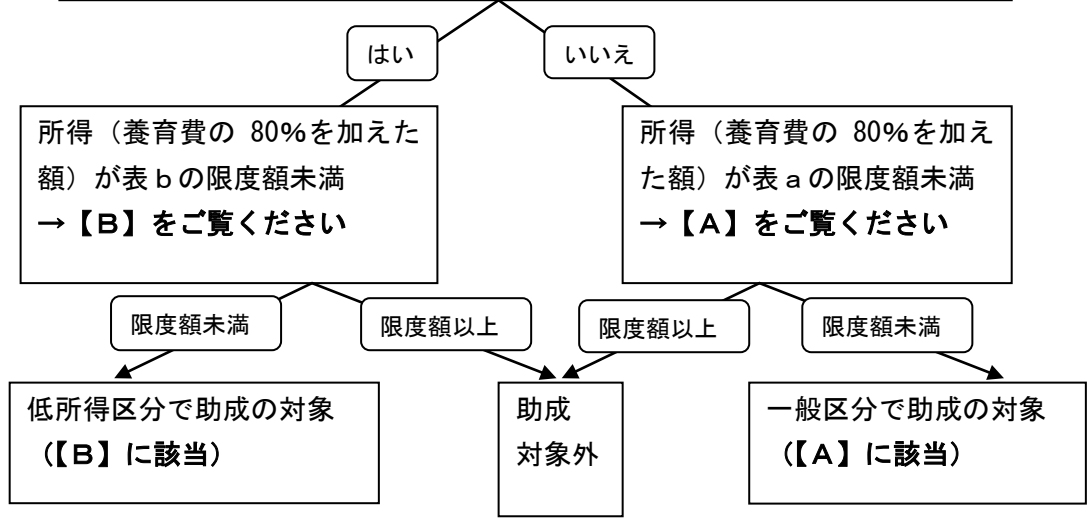 はい
いいえ
所得(養育費の 80%を加えた
額)が表bの限度額未満
→【B】をご覧ください
所得(養育費の 80%を加え
た額)が表aの限度額未満
→【A】をご覧ください
限度額未満
限度額以上
限度額以上
限度額未満
低所得区分で助成の対象
(【B】に該当)
助成
対象外
一般区分で助成の対象
(【A】に該当)